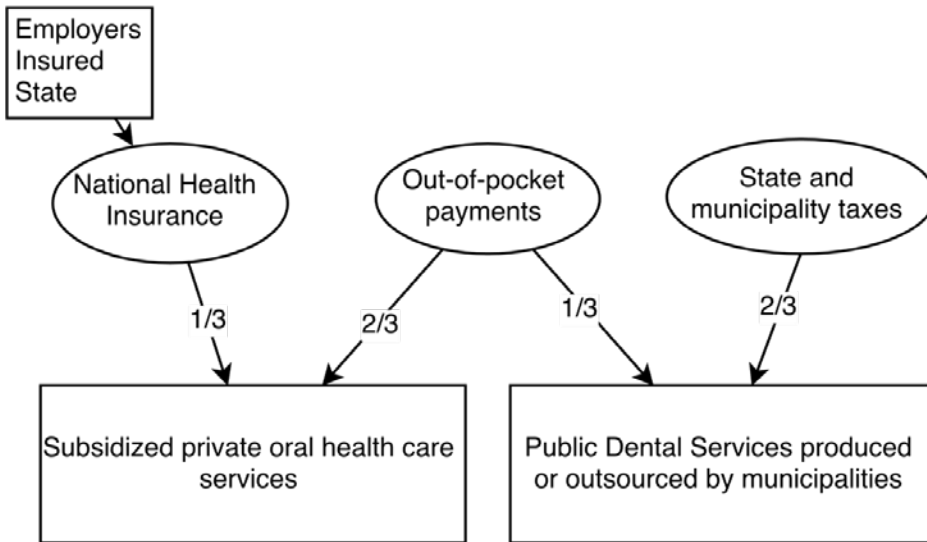 Employers
Insured
State
National Health
Insurance
Out-of-pocket
payments
State and
municipality taxes
1/3
2/3
1/3
2/3
Subsidized private oral health care
services
Public Dental Services produced
or outsourced by municipalities